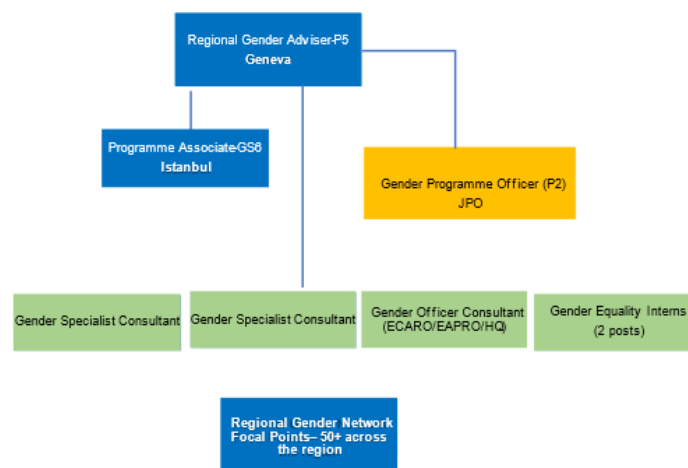 Regional Gender Adviser-P5
Geneva
Programme Associate-GS6
Istanbul
Gender Programme Officer (P2)
JPO
Gender Specialist Consultant
Gender Specialist Consultant
Gender Officer Consultant
(ECARO/EAPRO/HQ)
Gender Equality Interns
(2 posts)
Regional Gender Network
Focal Points– 50+ across
the region